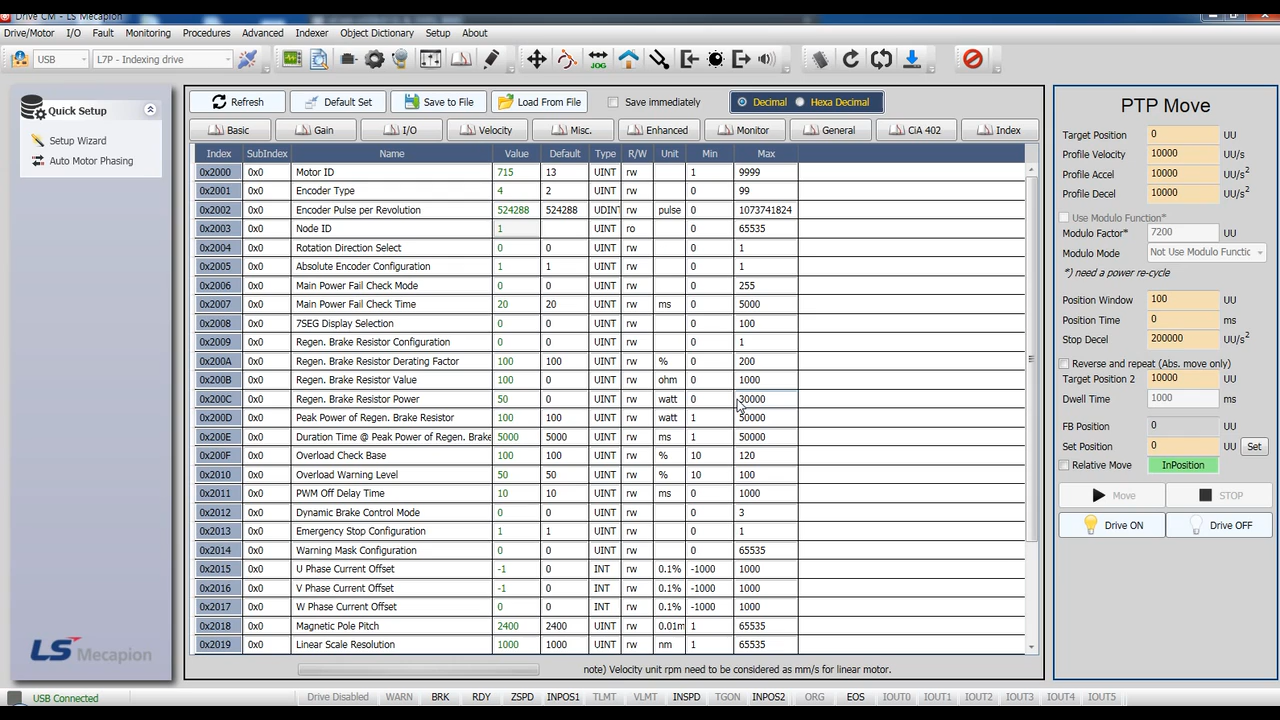 Drive CM - LS Mecapion
Drive/Motor I/O Fault Monitoring Procedures Advanced Indexer Object Dictionary Setup About
USB L7P - Indexing drive JOG
Quick Setup
Setup Wizard
Auto Motor Phasing
LS Mecapion
Refresh Default Set Save to File Load From File Save immediately Decimal Hexa Decimal
Basic Gain I/O Velocity Misc. Enhanced Monitor General CIA 402 Index
Index SubIndex Name Value Default Type R/W Unit Min Max
0x2000 0x0 Motor ID 715 13 UINT rw 1 9999
0x2001 0x0 Encoder Type 4 2 UINT rw 0 99
0x2002 0x0 Encoder Pulse per Revolution 524288 524288 UDINT rw pulse 0 1073741824
0x2003 0x0 Node ID 1 UINT ro 0 65535
0x2004 0x0 Rotation Direction Select 0 0 UINT rw 0 1
0x2005 0x0 Absolute Encoder Configuration 1 1 UINT rw 0 1
0x2006 0x0 Main Power Fail Check Mode 0 0 UINT rw 0 255
0x2007 0x0 Main Power Fail Check Time 20 20 UINT rw ms 0 5000
0x2008 0x0 7SEG Display Selection 0 0 UINT rw 0 100
0x2009 0x0 Regen. Brake Resistor Configuration 0 0 UINT rw 0 1
0x200A 0x0 Regen. Brake Resistor Derating Factor 100 100 UINT rw % 0 200
0x200B 0x0 Regen. Brake Resistor Value 100 0 UINT rw ohm 0 1000
0x200C 0x0 Regen. Brake Resistor Power 50 0 UINT rw watt 0 30000
0x200D 0x0 Peak Power of Regen. Brake Resistor 100 100 UINT rw watt 1 50000
0x200E 0x0 Duration Time @ Peak Power of Regen. Brake 5000 5000 UINT rw ms 1 50000
0x200F 0x0 Overload Check Base 100 100 UINT rw % 10 120
0x2010 0x0 Overload Warning Level 50 50 UINT rw % 10 100
0x2011 0x0 PWM Off Delay Time 10 10 UINT rw ms 0 1000
0x2012 0x0 Dynamic Brake Control Mode 0 0 UINT rw 0 3
0x2013 0x0 Emergency Stop Configuration 1 1 UINT rw 0 1
0x2014 0x0 Warning Mask Configuration 0 0 UINT rw 0 65535
0x2015 0x0 U Phase Current Offset -1 0 INT rw 0.1% -1000 1000
0x2016 0x0 V Phase Current Offset -1 0 INT rw 0.1% -1000 1000
0x2017 0x0 W Phase Current Offset 0 0 INT rw 0.1% -1000 1000
0x2018 0x0 Magnetic Pole Pitch 2400 2400 UINT rw 0.01m 1 65535
0x2019 0x0 Linear Scale Resolution 1000 1000 UINT rw nm 1 65535
note) Velocity unit rpm need to be considered as mm/s for linear motor.
PTP Move
Target Position 0 UU
Profile Velocity 10000 UU/s
Profile Accel 10000 UU/s²
Profile Decel 10000 UU/s²
Use Modulo Function*
Modulo Factor* 7200 UU
Modulo Mode Not Use Modulo Functic
*) need a power re-cycle
Position Window 100 UU
Position Time 0 ms
Stop Decel 200000 UU/s²
Reverse and repeat (Abs. move only)
Target Position 2 10000 UU
Dwell Time 1000 ms
FB Position 0 UU
Set Position 0 UU Set
Relative Move InPosition
Move STOP
Drive ON Drive OFF
USB Connected Drive Disabled WARN BRK RDY ZSPD INPOS1 TLMT VLMT INSPD TGON INPOS2 ORG EOS IOUT0 IOUT1 IOUT2 IOUT3 IOUT4 IOUT5